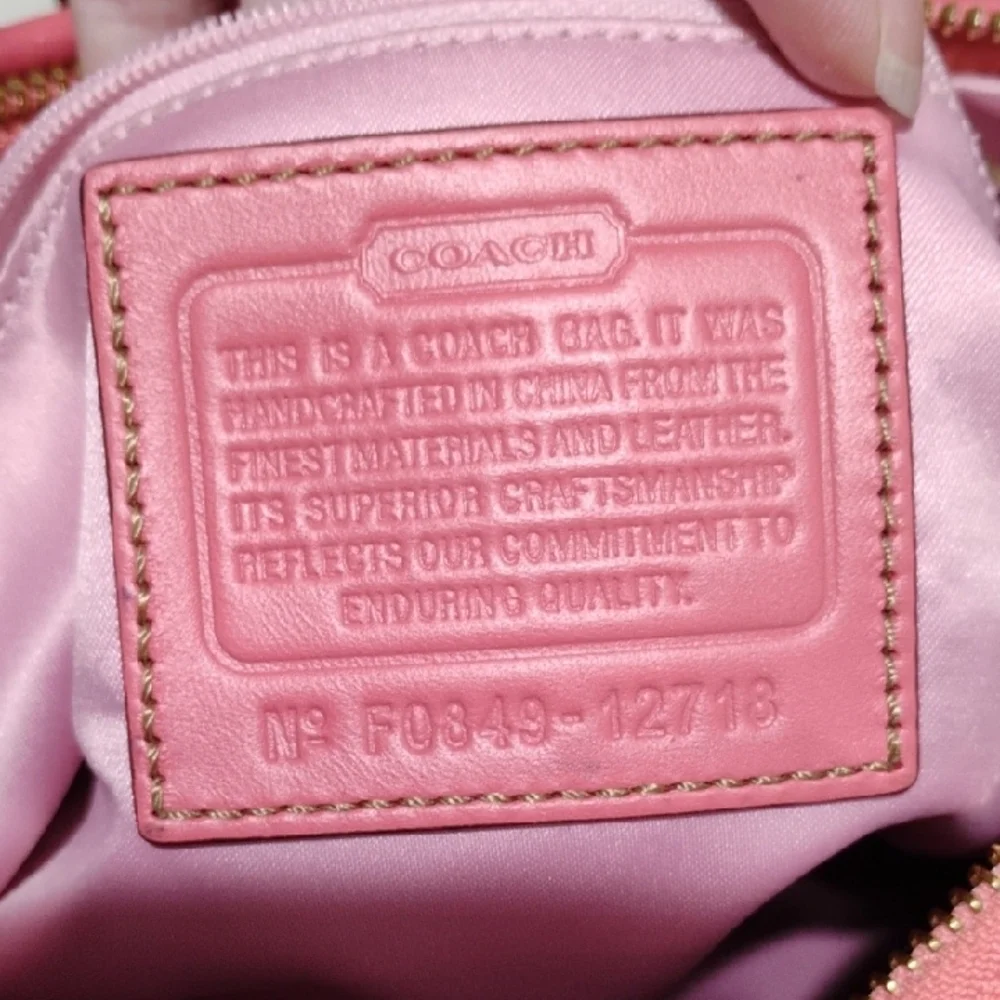 COACH
THIS IS A COACH BAG. IT WAS
HANDCRAFTED IN CHINA FROM THE
FINEST MATERIALS AND LEATHER.
ITS SUPERIOR CRAFTSMANSHIP
REFLECTS OUR COMMITMENT TO
ENDURING QUALITY.
Nº F0849-12718